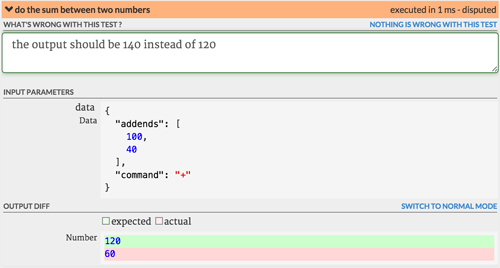 do the sum between two numbers executed in 1 ms - disputed
WHAT'S WRONG WITH THIS TEST ? NOTHING IS WRONG WITH THIS TEST
the output should be 140 instead of 120
INPUT PARAMETERS
data
Data
{
"addends": [
100,
40
],
"command": "+"
}
OUTPUT DIFF SWITCH TO NORMAL MODE
expected actual
Number
120
60